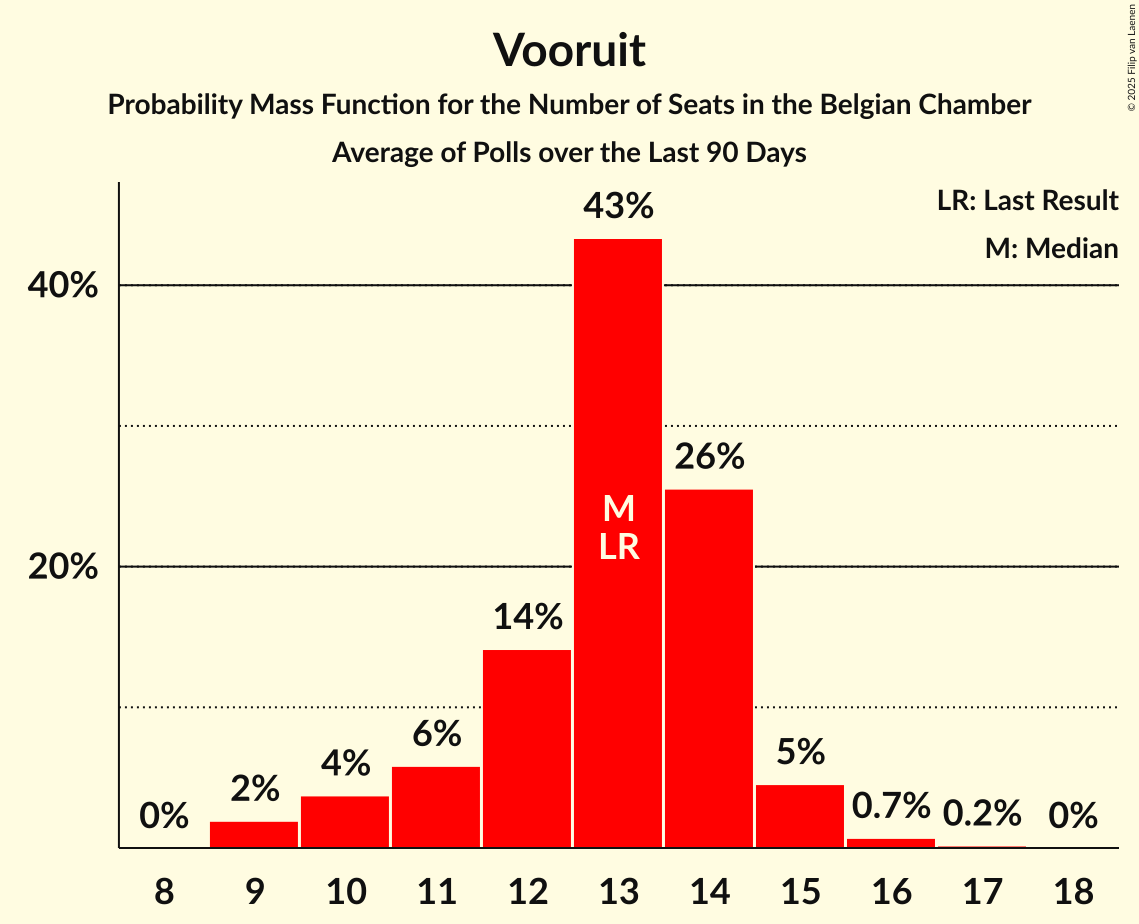 Vooruit
Probability Mass Function for the Number of Seats in the Belgian Chamber
Average of Polls over the Last 90 Days
© 2025 Filip van Laenen
LR: Last Result
M: Median
40%
20%
0%
2%
4%
6%
14%
43%
M
LR
26%
5%
0.7%
0.2%
0%
8 9 10 11 12 13 14 15 16 17 18